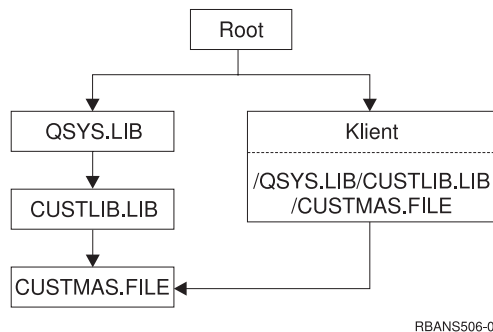 Root
QSYS.LIB
Klient
/QSYS.LIB/CUSTLIB.LIB
/CUSTMAS.FILE
CUSTLIB.LIB
CUSTMAS.FILE
RBANS506-0